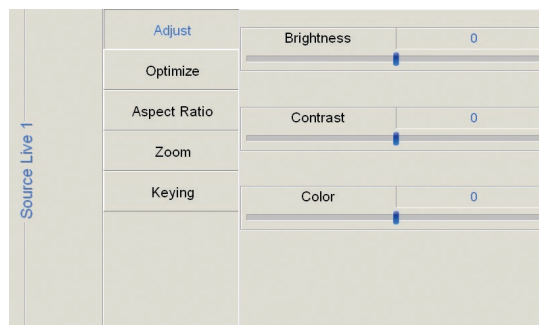 Source Live 1
Adjust
Optimize
Aspect Ratio
Zoom
Keying
Brightness 0
Contrast 0
Color 0